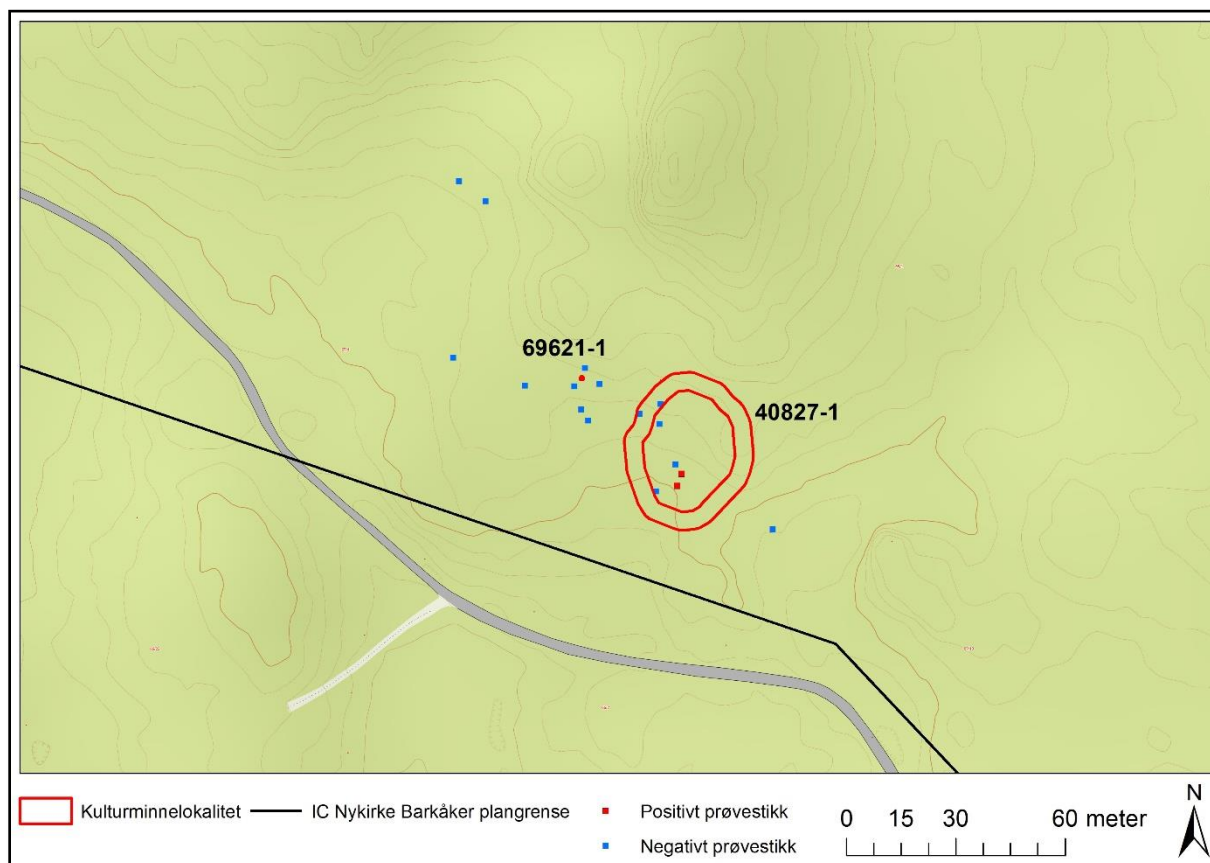 69621-1
40827-1
Kulturminnelokalitet
IC Nykirke Barkåker plangrense
Positivt prøvestikk
Negativt prøvestikk
0 15 30 60 meter
N